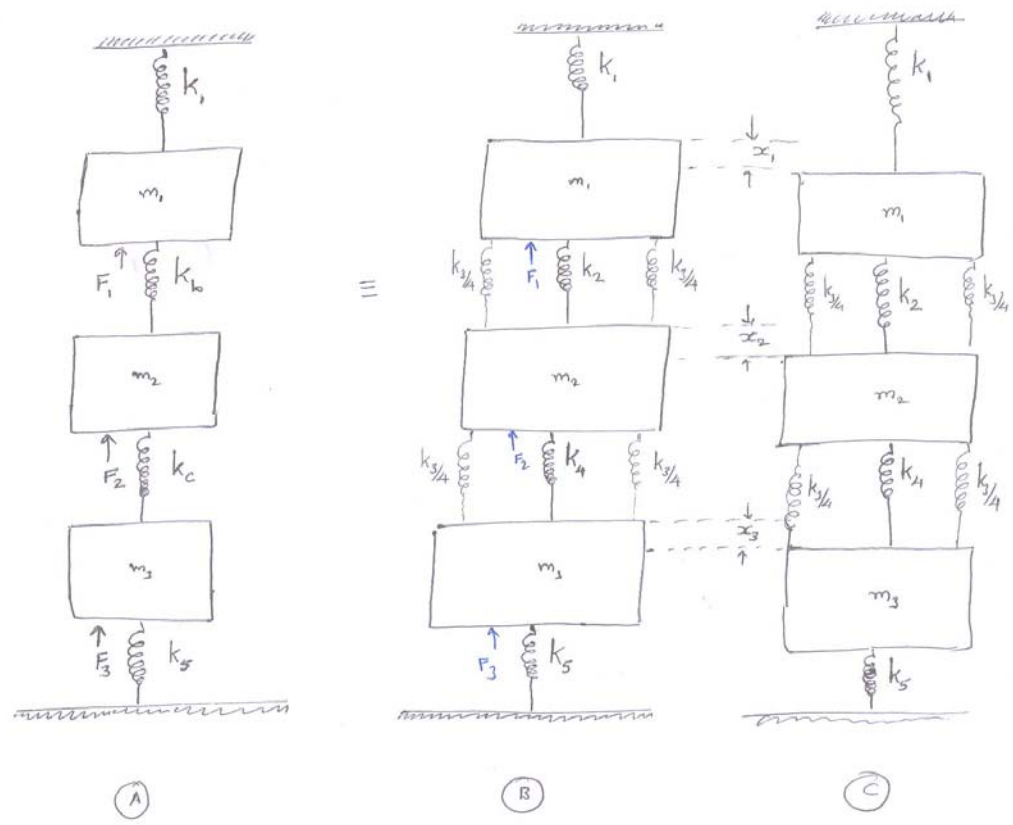 k₁
m₁
F₁
k_b
m₂
F₂
k_c
m₃
F₃
k₅
A
≡
k₁
m₁
k₃/4
F₁
k₂
k₃/4
m₂
k₃/4
F₂
k₄
k₃/4
m₃
F₃
k₅
B
x₁
x₂
x₃
k₁
m₁
k₃/4
k₂
k₃/4
m₂
k₃/4
k₄
k₃/4
m₃
k₅
C